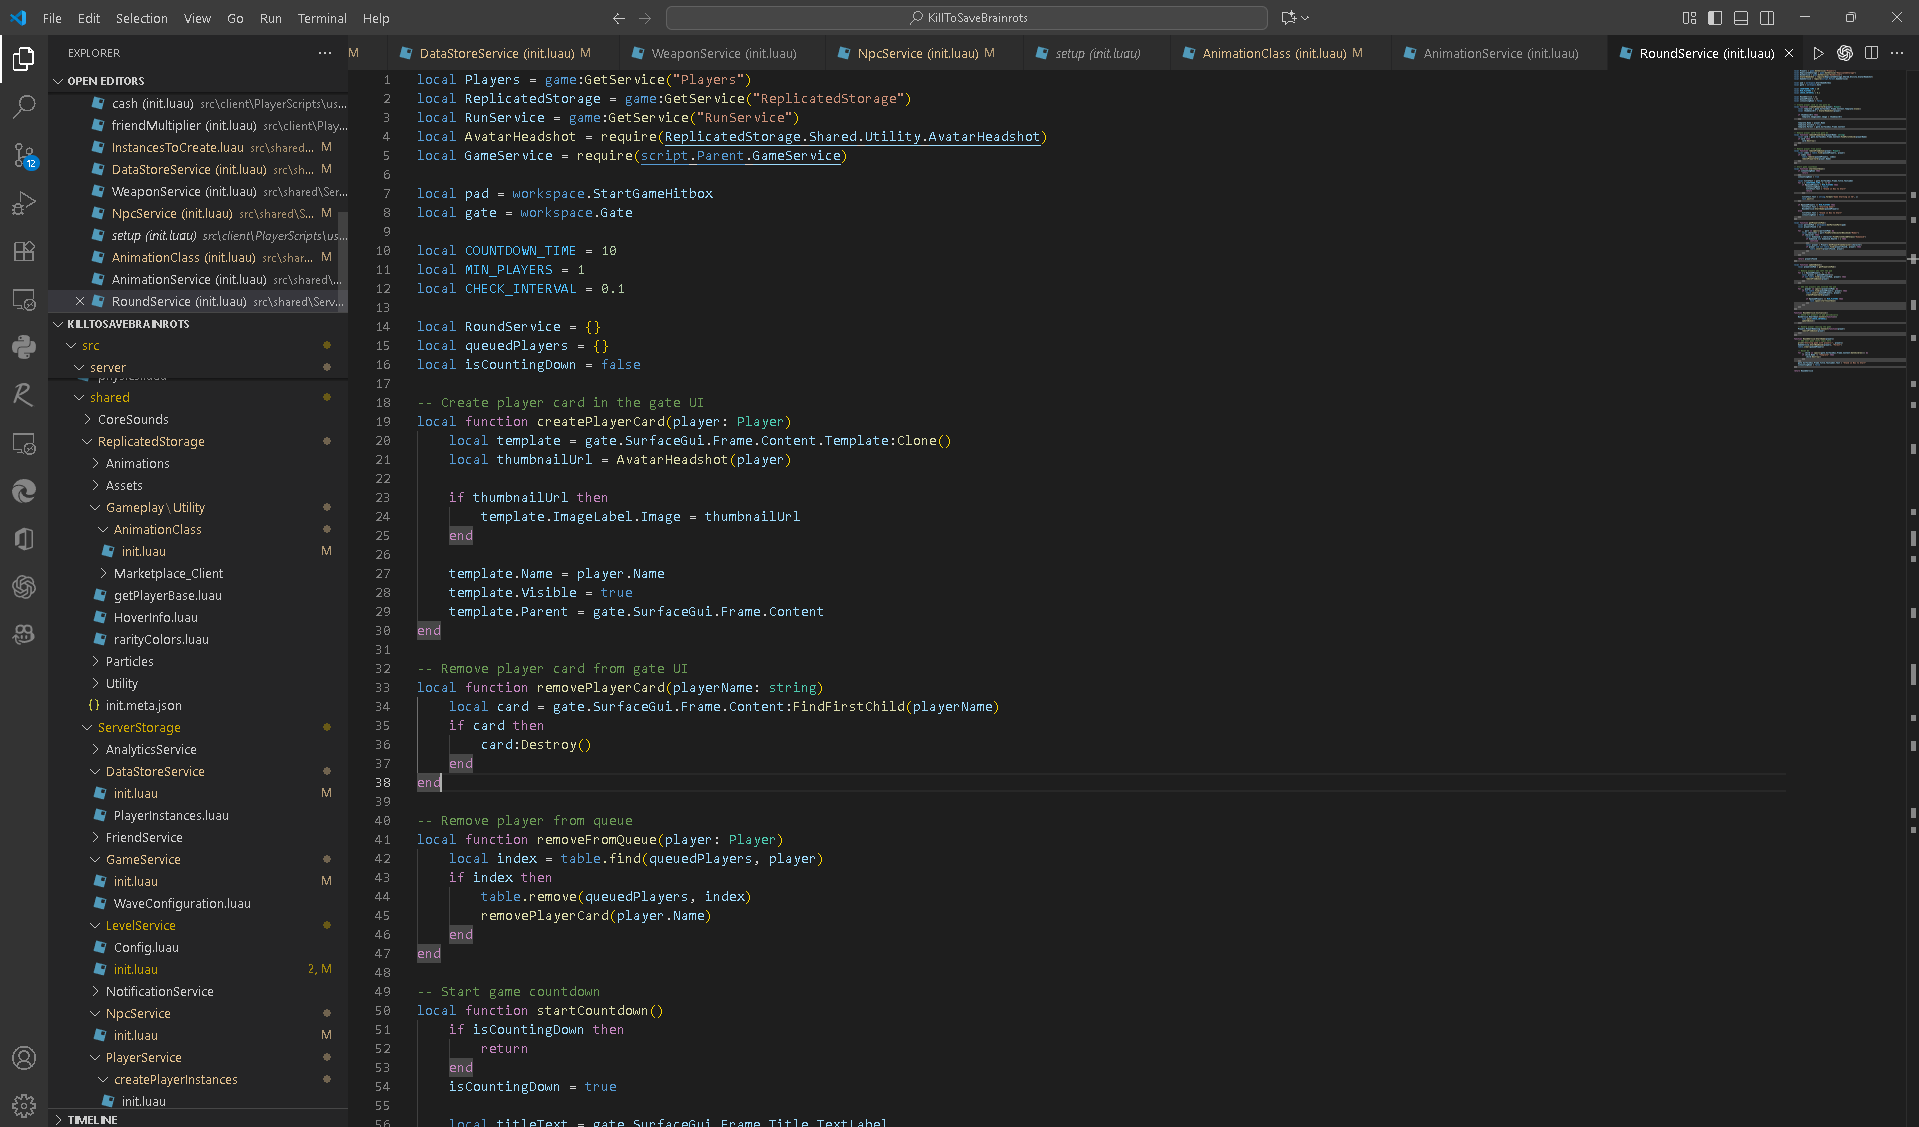 File Edit Selection View Go Run Terminal Help
KillToSaveBrainrots
EXPLORER
OPEN EDITORS
cash (init.luau) src\client\PlayerScripts\us...
friendMultiplier (init.luau) src\client\Play...
InstancesToCreate.luau src\shared... M
DataStoreService (init.luau) src\sh... M
WeaponService (init.luau) src\shared\Ser...
NpcService (init.luau) src\shared\S... M
setup (init.luau) src\client\PlayerScripts\us...
AnimationClass (init.luau) src\shar... M
AnimationService (init.luau) src\shared\...
RoundService (init.luau) src\shared\Serv...
KILLTOSAVEBRAINROTS
src
server
physics.luau
shared
CoreSounds
ReplicatedStorage
Animations
Assets
Gameplay\Utility
AnimationClass
init.luau M
Marketplace_Client
getPlayerBase.luau
HoverInfo.luau
rarityColors.luau
Particles
Utility
{} init.meta.json
ServerStorage
AnalyticsService
DataStoreService
init.luau M
PlayerInstances.luau
FriendService
GameService
init.luau M
WaveConfiguration.luau
LevelService
Config.luau
init.luau 2, M
NotificationService
NpcService
init.luau M
PlayerService
createPlayerInstances
init.luau
TIMELINE
12
M DataStoreService (init.luau) M WeaponService (init.luau) NpcService (init.luau) M setup (init.luau) AnimationClass (init.luau) M AnimationService (init.luau) RoundService (init.luau)
1 local Players = game:GetService("Players")
2 local ReplicatedStorage = game:GetService("ReplicatedStorage")
3 local RunService = game:GetService("RunService")
4 local AvatarHeadshot = require(ReplicatedStorage.Shared.Utility.AvatarHeadshot)
5 local GameService = require(script.Parent.GameService)
6
7 local pad = workspace.StartGameHitbox
8 local gate = workspace.Gate
9
10 local COUNTDOWN_TIME = 10
11 local MIN_PLAYERS = 1
12 local CHECK_INTERVAL = 0.1
13
14 local RoundService = {}
15 local queuedPlayers = {}
16 local isCountingDown = false
17
18 -- Create player card in the gate UI
19 local function createPlayerCard(player: Player)
20 local template = gate.SurfaceGui.Frame.Content.Template:Clone()
21 local thumbnailUrl = AvatarHeadshot(player)
22
23 if thumbnailUrl then
24 template.ImageLabel.Image = thumbnailUrl
25 end
26
27 template.Name = player.Name
28 template.Visible = true
29 template.Parent = gate.SurfaceGui.Frame.Content
30 end
31
32 -- Remove player card from gate UI
33 local function removePlayerCard(playerName: string)
34 local card = gate.SurfaceGui.Frame.Content:FindFirstChild(playerName)
35 if card then
36 card:Destroy()
37 end
38 end
39
40 -- Remove player from queue
41 local function removeFromQueue(player: Player)
42 local index = table.find(queuedPlayers, player)
43 if index then
44 table.remove(queuedPlayers, index)
45 removePlayerCard(player.Name)
46 end
47 end
48
49 -- Start game countdown
50 local function startCountdown()
51 if isCountingDown then
52 return
53 end
54 isCountingDown = true
55
56 local titleText = gate.SurfaceGui.Frame.Title.TextLabel